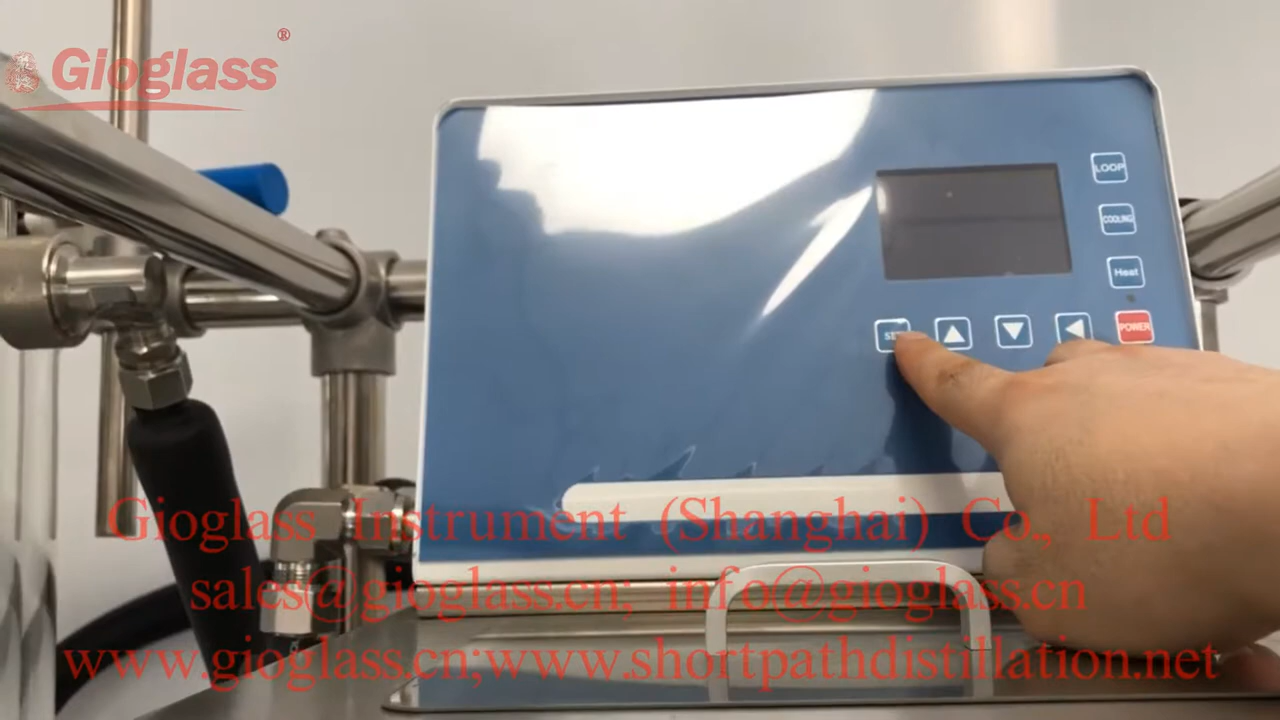 Gioglass®
LOOP
COOLING
Heat
POWER
Gioglass Instrument (Shanghai) Co., Ltd
sales@gioglass.cn; info@gioglass.cn
www.gioglass.cn;www.shortpathdistillation.net